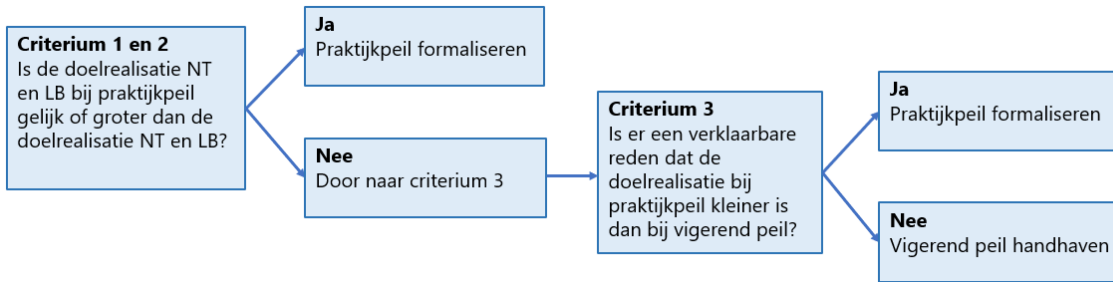 Criterium 1 en 2
Is de doelrealisatie NT
en LB bij praktijkpeil
gelijk of groter dan de
doelrealisatie NT en LB?
Ja
Praktijkpeil formaliseren
Nee
Door naar criterium 3
Criterium 3
Is er een verklaarbare
reden dat de
doelrealisatie bij
praktijkpeil kleiner is
dan bij vigerend peil?
Ja
Praktijkpeil formaliseren
Nee
Vigerend peil handhaven